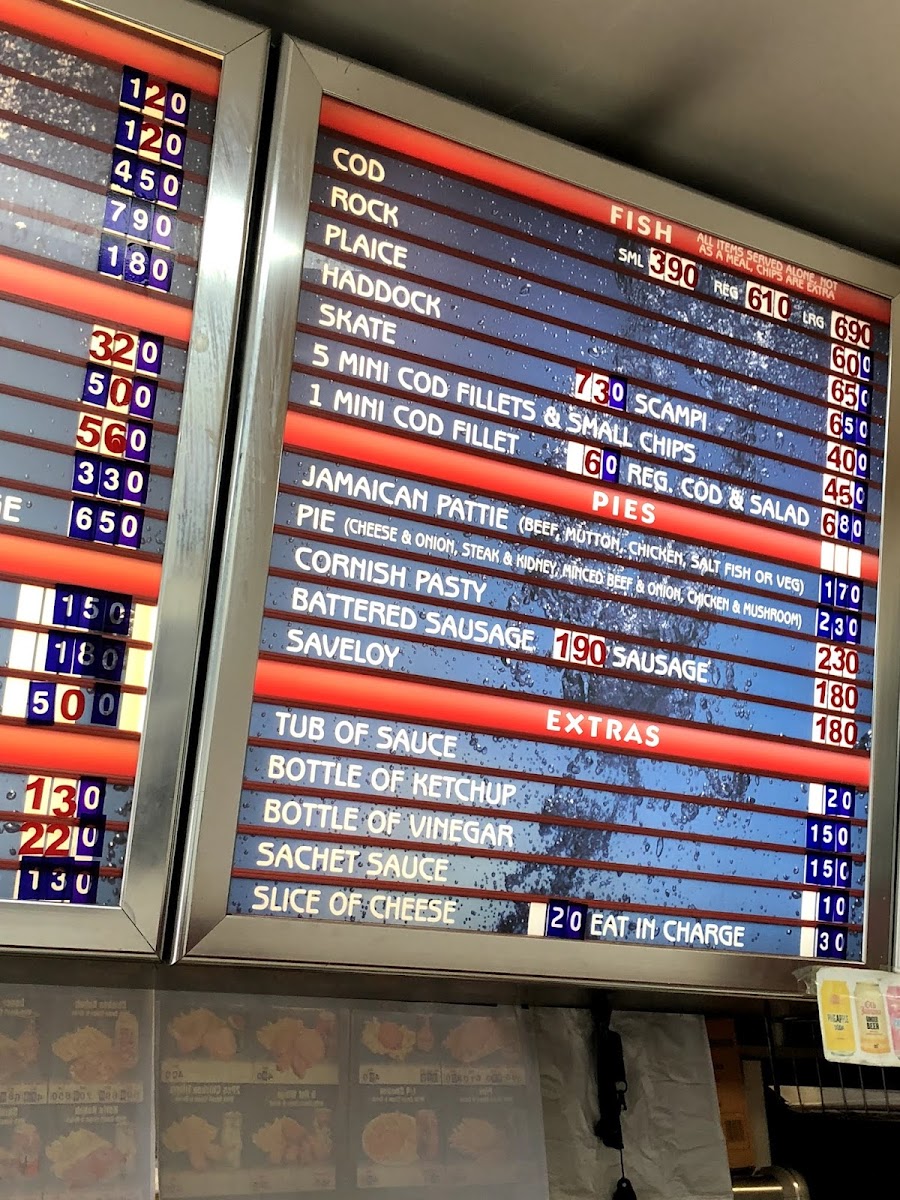 120
120
450
790
180
320
500
560
330
650
150
180
500
130
220
130
FISH ALL ITEMS SERVED ALONE, NOT
AS A MEAL, CHIPS ARE EXTRA
COD SML 390 REG 610 LRG 690
ROCK 600
PLAICE 650
HADDOCK 650
SKATE 730 SCAMPI 400
5 MINI COD FILLETS & SMALL CHIPS 450
1 MINI COD FILLET 60 REG. COD & SALAD 680
PIES
JAMAICAN PATTIE (BEEF, MUTTON, CHICKEN, SALT FISH OR VEG) 170
PIE (CHEESE & ONION, STEAK & KIDNEY, MINCED BEEF & ONION, CHICKEN & MUSHROOM) 230
CORNISH PASTY 230
BATTERED SAUSAGE 190 SAUSAGE 180
SAVELOY 180
EXTRAS
TUB OF SAUCE 20
BOTTLE OF KETCHUP 150
BOTTLE OF VINEGAR 150
SACHET SAUCE 10
SLICE OF CHEESE 20 EAT IN CHARGE 30
GINGER
BEER